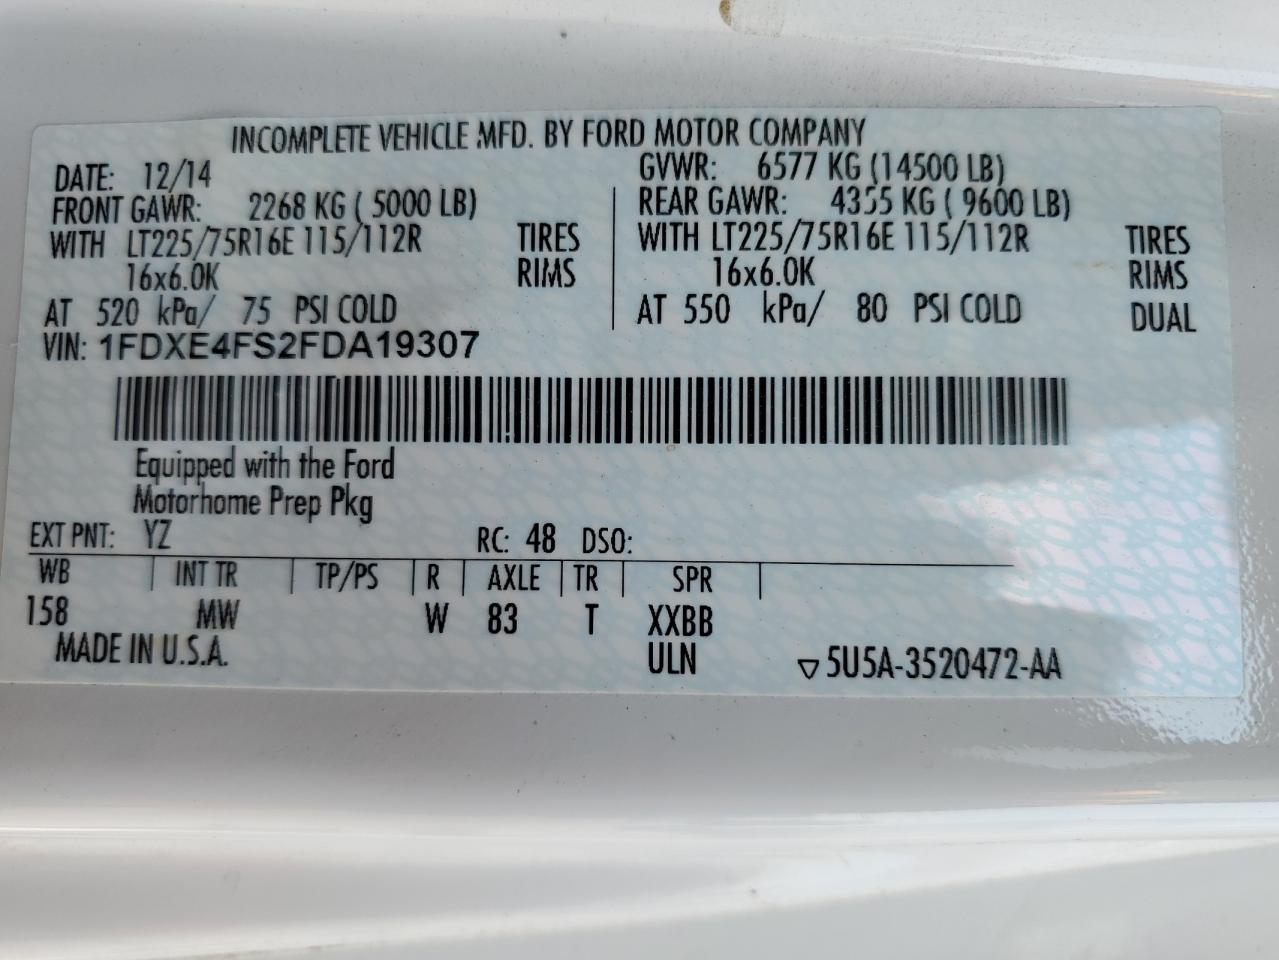 INCOMPLETE VEHICLE MFD. BY FORD MOTOR COMPANY
DATE: 12/14 GVWR: 6577 KG (14500 LB)
FRONT GAWR: 2268 KG ( 5000 LB) REAR GAWR: 4355 KG ( 9600 LB)
WITH LT225/75R16E 115/112R TIRES WITH LT225/75R16E 115/112R TIRES
16x6.0K RIMS 16x6.0K RIMS
AT 520 kPa/ 75 PSI COLD AT 550 kPa/ 80 PSI COLD DUAL
VIN: 1FDXE4FS2FDA19307
Equipped with the Ford
Motorhome Prep Pkg
EXT PNT: YZ RC: 48 DSO:
WB INT TR TP/PS R AXLE TR SPR
158 MW W 83 T XXBB
MADE IN U.S.A. ULN ▽5U5A-3520472-AA